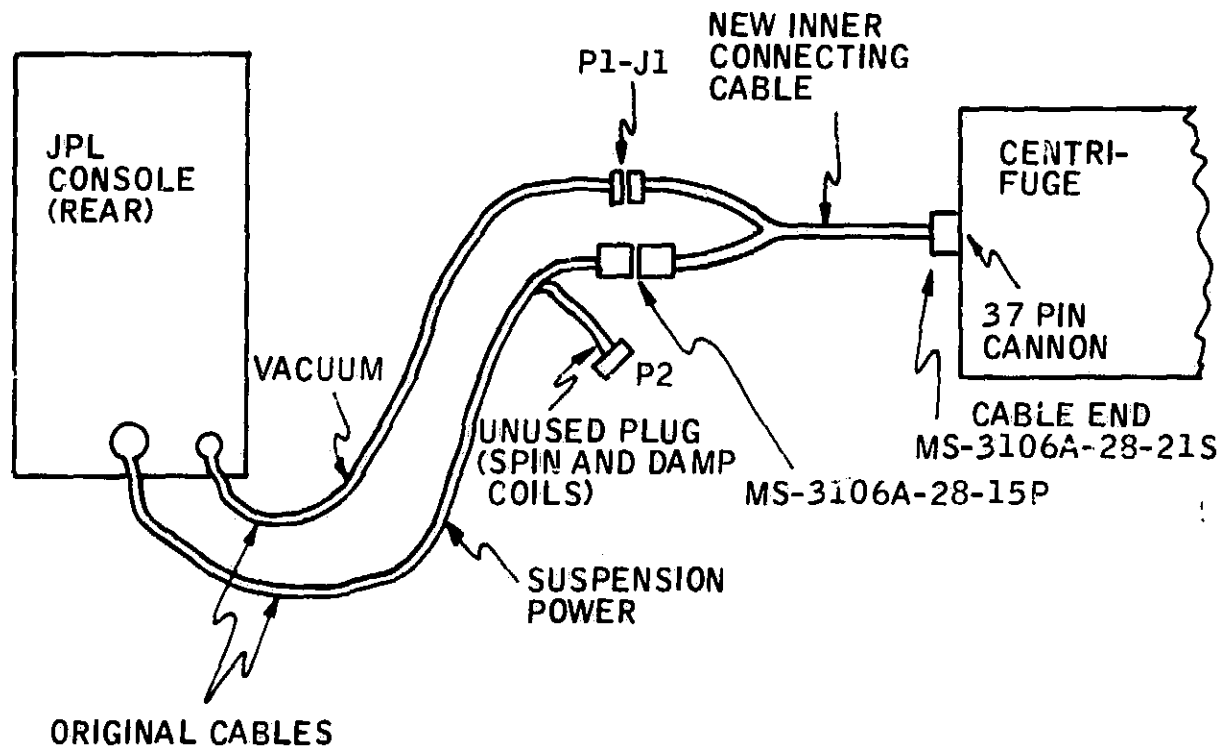 NEW INNER
CONNECTING
CABLE
P1-J1
JPL
CONSOLE
(REAR)
CENTRI-
FUGE
37 PIN
CANNON
VACUUM
P2
UNUSED PLUG
(SPIN AND DAMP
COILS)
CABLE END
MS-3106A-28-21S
MS-3106A-28-15P
SUSPENSION
POWER
ORIGINAL CABLES